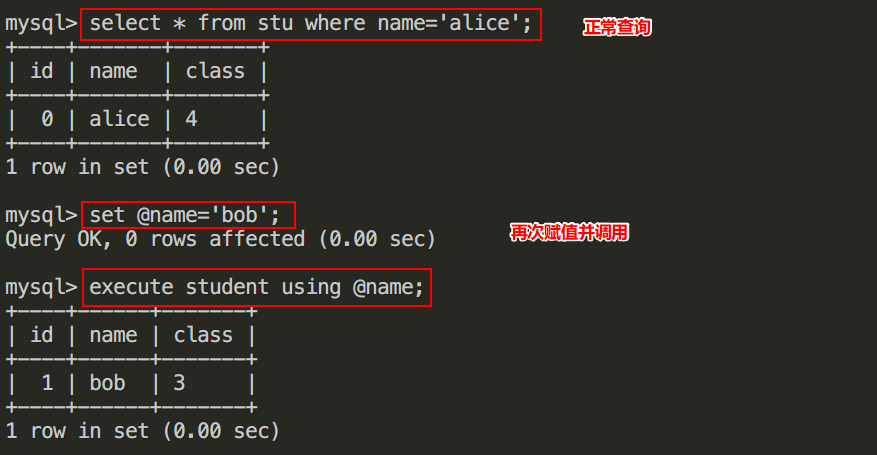 mysql> select * from stu where name='alice'; 正常查询
+----+-------+-------+
| id | name  | class |
+----+-------+-------+
|  0 | alice | 4     |
+----+-------+-------+
1 row in set (0.00 sec)
mysql> set @name='bob';
Query OK, 0 rows affected (0.00 sec) 再次赋值并调用
mysql> execute student using @name;
+----+------+-------+
| id | name | class |
+----+------+-------+
|  1 | bob  | 3     |
+----+------+-------+
1 row in set (0.00 sec)